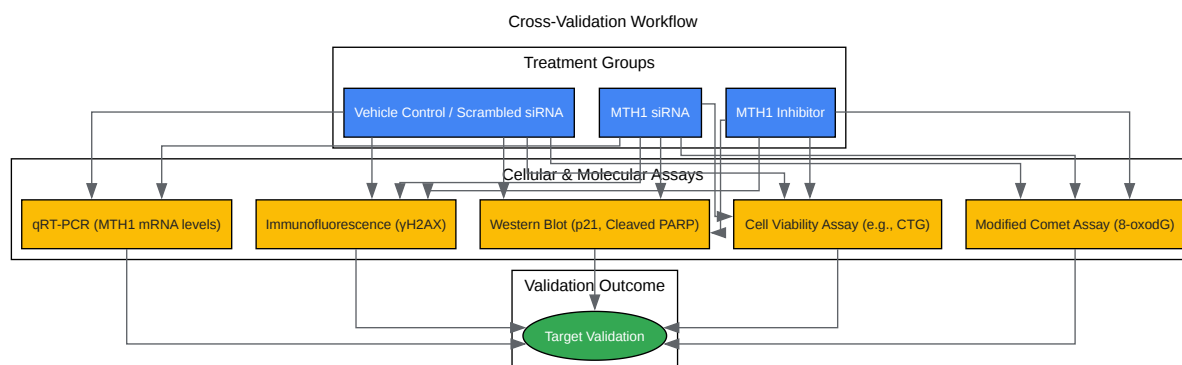 Cross-Validation Workflow
Treatment Groups
Vehicle Control / Scrambled siRNA
MTH1 siRNA
MTH1 Inhibitor
Cellular & Molecular Assays
qRT-PCR (MTH1 mRNA levels)
Immunofluorescence (γH2AX)
Western Blot (p21, Cleaved PARP)
Cell Viability Assay (e.g., CTG)
Modified Comet Assay (8-oxodG)
Validation Outcome
Target Validation